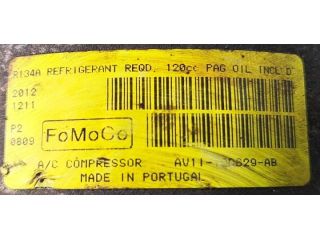 R134A REFRIGERANT REQD. 120cc PAG OIL INCL'D
2012
1211
P2
0809
FoMoCo
A/C COMPRESSOR
MADE IN PORTUGAL